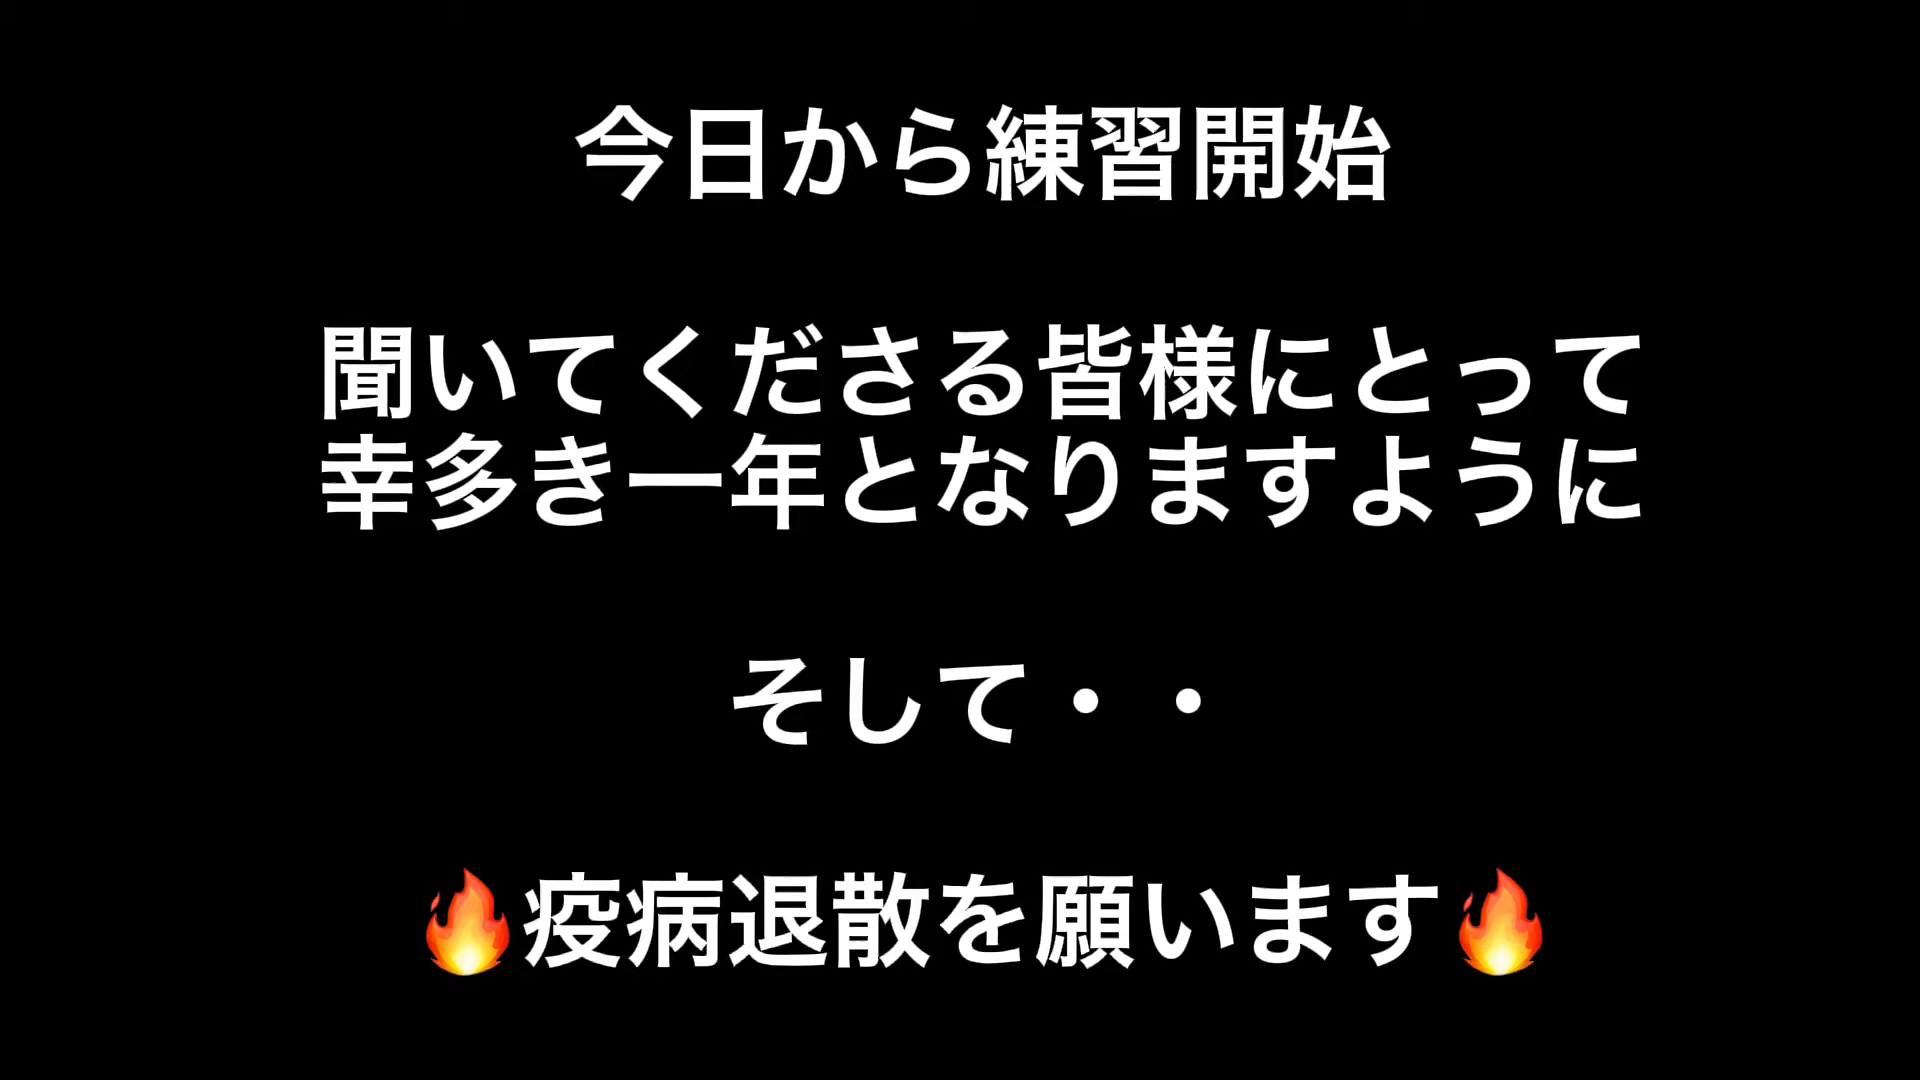 今日から練習開始
聞いてくださる皆様にとって
幸多き一年となりますように
そして・・
🔥疫病退散を願います🔥